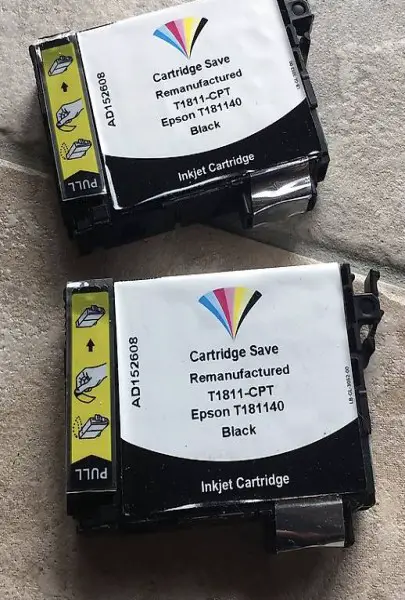 AD152608
Cartridge Save
Remanufactured
T1811-CPT
Epson T181140
Black
Inkjet Cartridge
PULL
AD152608
Cartridge Save
Remanufactured
T1811-CPT
Epson T181140
Black
Inkjet Cartridge
PULL